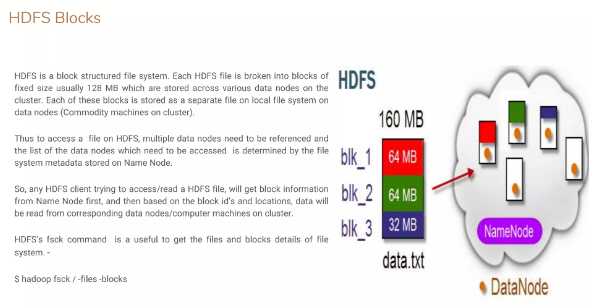 HDFS Blocks
HDFS is a block structured file system. Each HDFS file is broken into blocks of
fixed size usually 128 MB which are stored across various data nodes on the
cluster. Each of these blocks is stored as a separate file on local file system on
data nodes (Commodity machines on cluster).
Thus to access a file on HDFS, multiple data nodes need to be referenced and
the list of the data nodes which need to be accessed is determined by the file
system metadata stored on Name Node.
So, any HDFS client trying to access/read a HDFS file, will get block information
from Name Node first, and then based on the block id's and locations, data will
be read from corresponding data nodes/computer machines on cluster.
HDFS's fsck command is a useful to get the files and blocks details of file
system. -
$ hadoop fsck / -files -blocks
HDFS
160 MB
blk_1 64 MB
blk_2 64 MB
blk_3 32 MB
data.txt
NameNode
DataNode